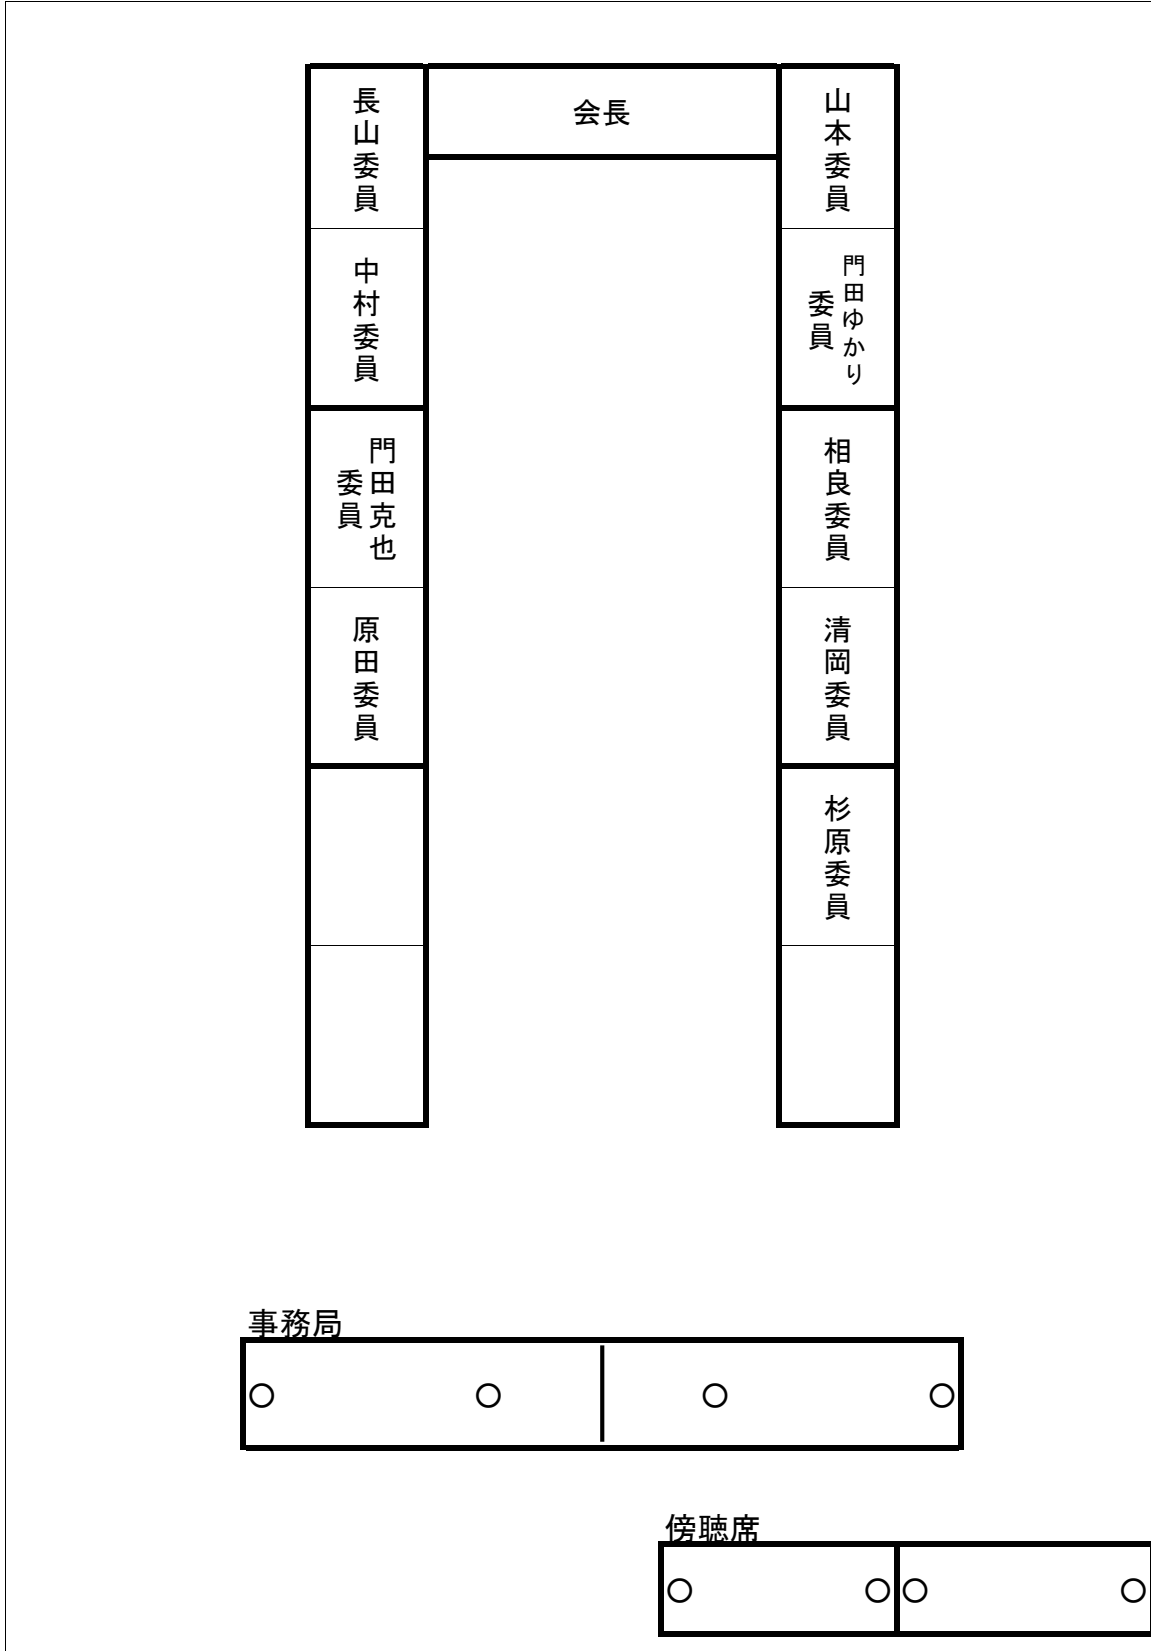 長山委員
会長
山本委員
中村委員
門田ゆかり
委員
門田克也
委員
相良委員
原田委員
清岡委員
杉原委員
事務局
○ ○ ○ ○
傍聴席
○ ○ ○ ○